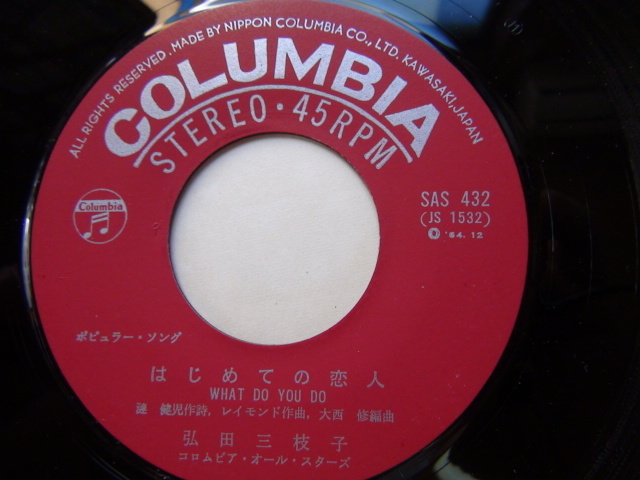 ALL RIGHTS RESERVED. MADE BY NIPPON COLUMBIA CO., LTD. KAWASAKI, JAPAN
COLUMBIA
STEREO・45RPM
Columbia
SAS 432
(JS 1532)
Ⓟ '64. 12
ポピュラー・ソング
はじめての恋人
WHAT DO YOU DO
健児作詩, レイモンド作曲, 大西 修編曲
弘田三枝子
コロムビア・オール・スターズ